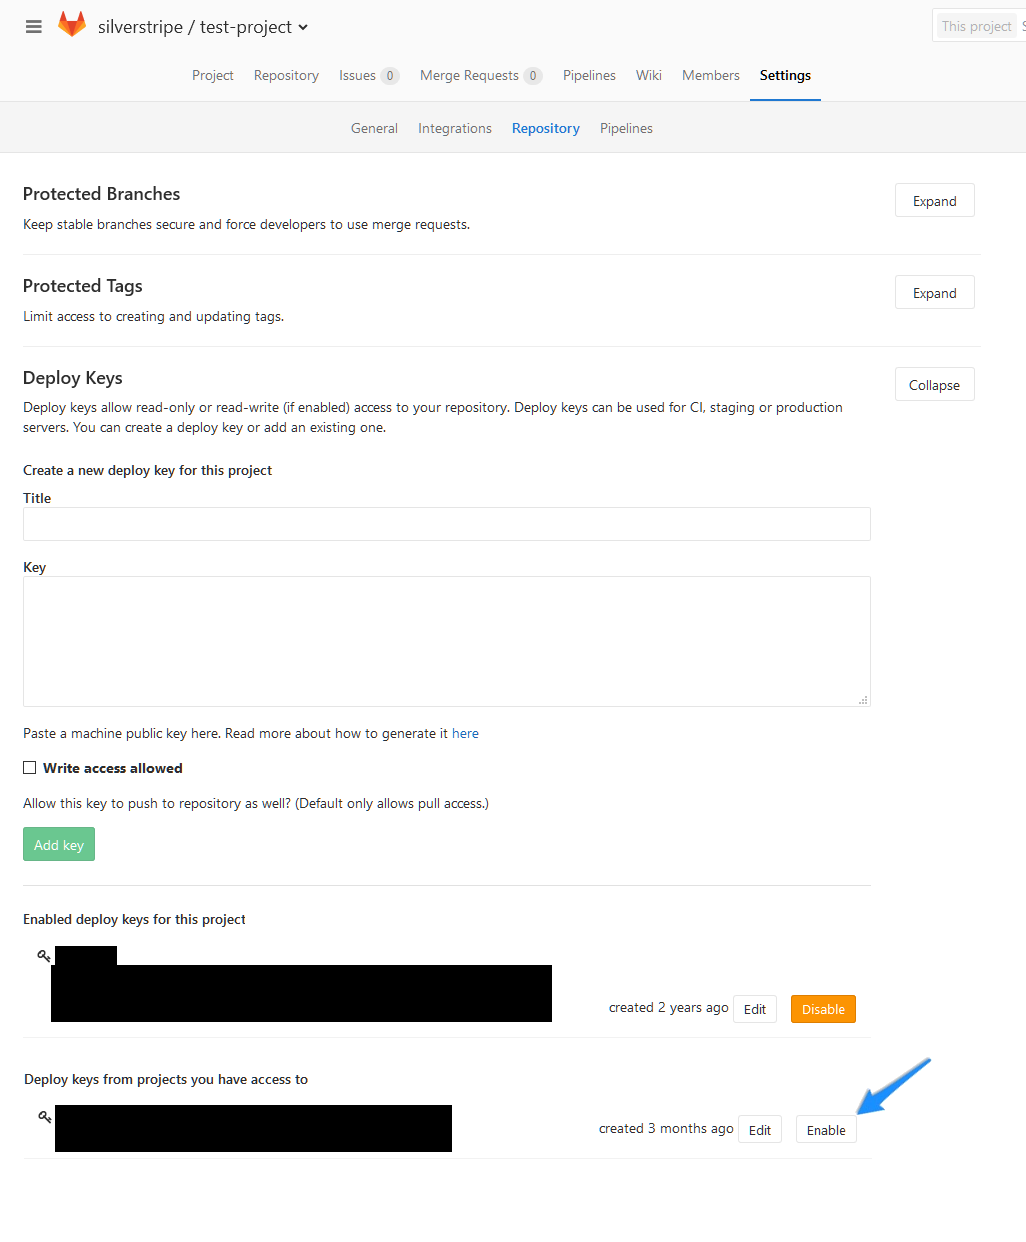 silverstripe / test-project
This project
Project Repository Issues 0 Merge Requests 0 Pipelines Wiki Members Settings
General Integrations Repository Pipelines
Protected Branches
Expand
Keep stable branches secure and force developers to use merge requests.
Protected Tags
Expand
Limit access to creating and updating tags.
Deploy Keys
Collapse
Deploy keys allow read-only or read-write (if enabled) access to your repository. Deploy keys can be used for CI, staging or production
servers. You can create a deploy key or add an existing one.
Create a new deploy key for this project
Title
Key
Paste a machine public key here. Read more about how to generate it here
Write access allowed
Allow this key to push to repository as well? (Default only allows pull access.)
Add key
Enabled deploy keys for this project
created 2 years ago Edit Disable
Deploy keys from projects you have access to
created 3 months ago Edit Enable